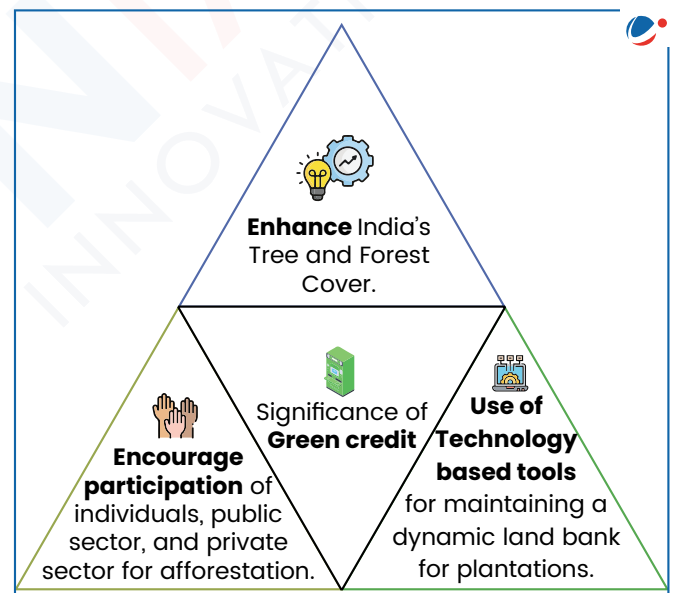 Enhance India's
Tree and Forest
Cover.
Significance of
Green credit
Encourage
participation of
individuals, public
sector, and private
sector for afforestation.
Use of
Technology
based tools
for maintaining a
dynamic land bank
for plantations.